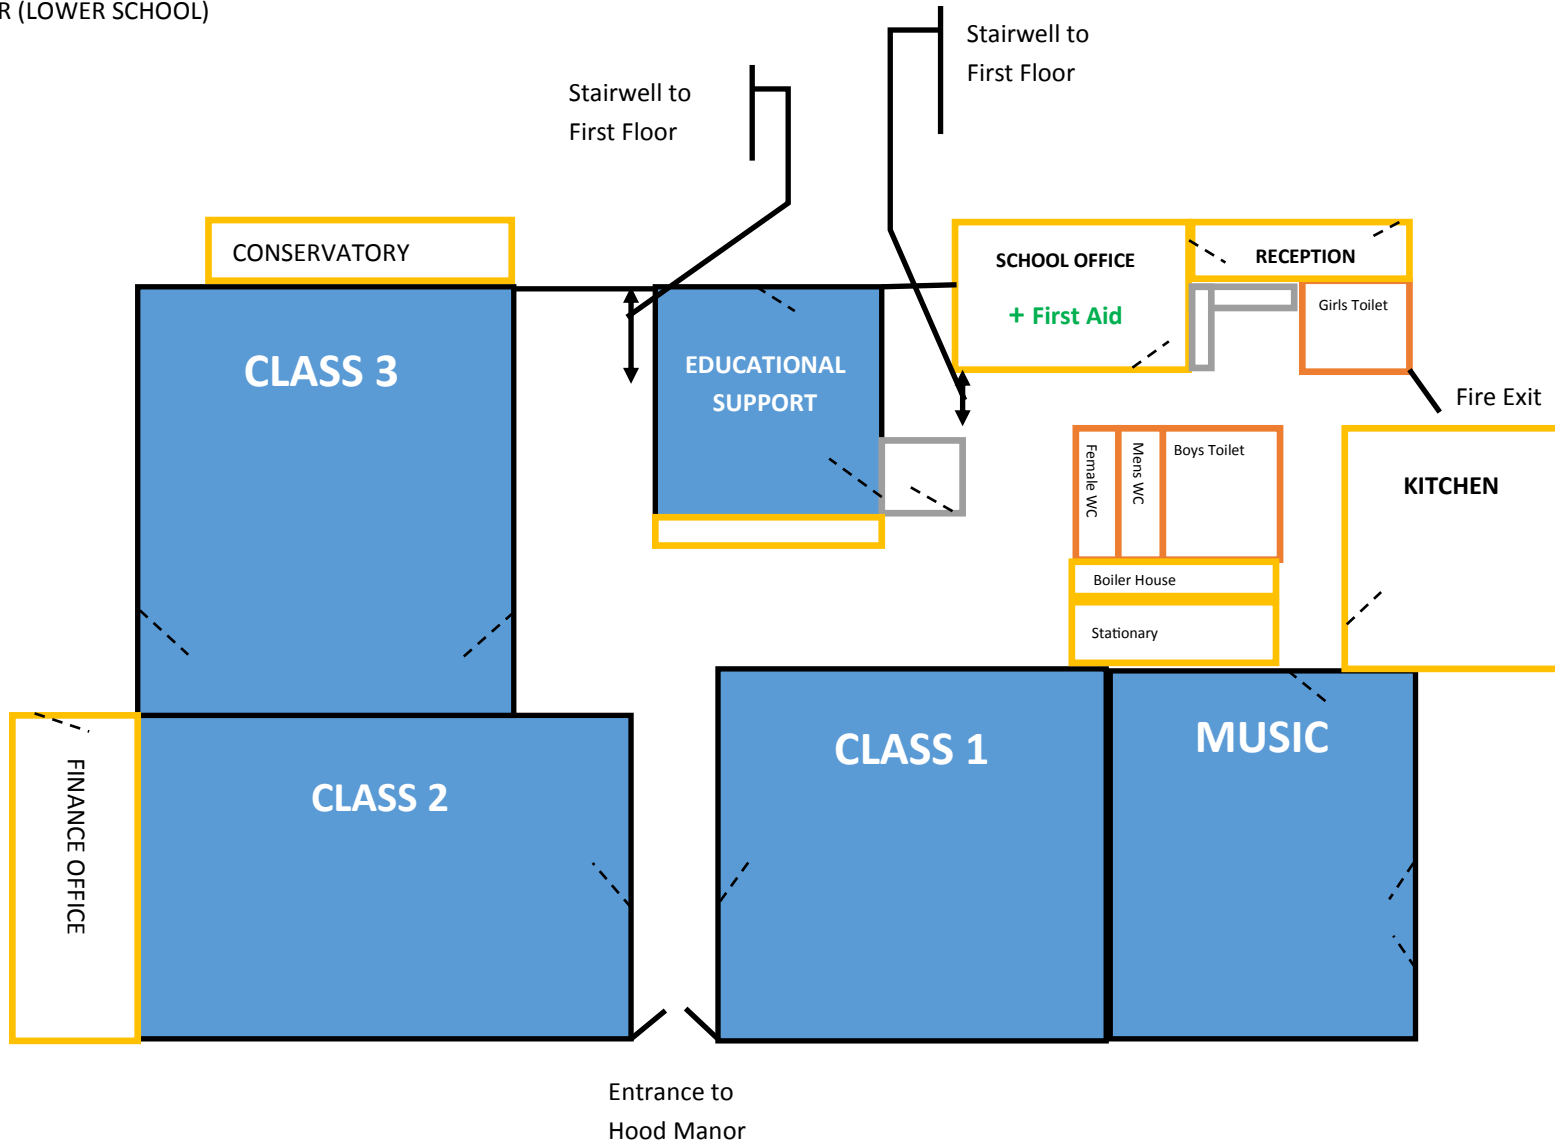 R (LOWER SCHOOL)
Stairwell to
First Floor
Stairwell to
First Floor
CONSERVATORY
SCHOOL OFFICE
+ First Aid
RECEPTION
Girls Toilet
CLASS 3
EDUCATIONAL
SUPPORT
Fire Exit
Female WC
Mens WC
Boys Toilet
KITCHEN
Boiler House
Stationary
FINANCE OFFICE
CLASS 2
CLASS 1
MUSIC
Entrance to
Hood Manor